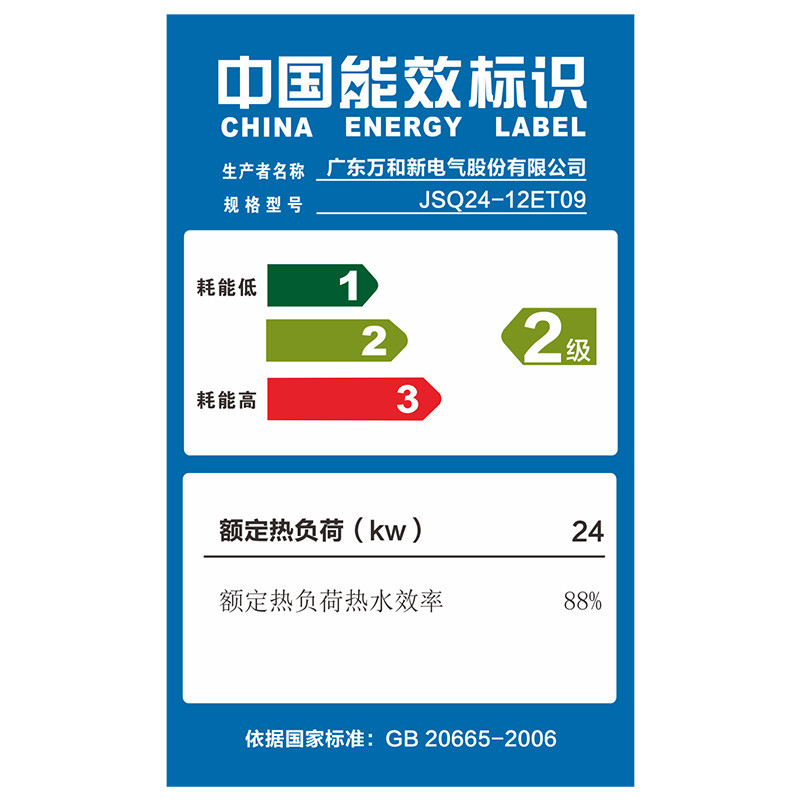 中国能效标识
CHINA ENERGY LABEL
生产者名称 广东万和新电气股份有限公司
规格型号 JSQ24-12ET09
耗能低 1
2 2级
耗能高 3
额定热负荷（kw） 24
额定热负荷热水效率 88%
依据国家标准：GB 20665-2006